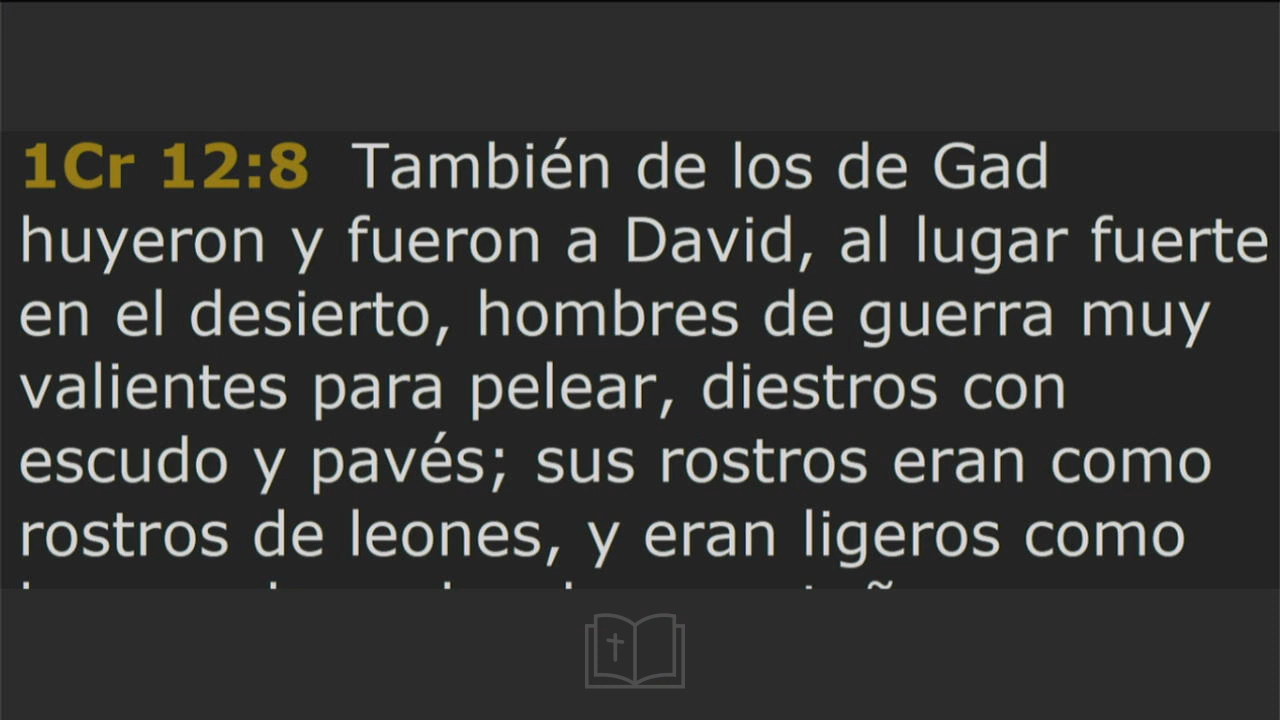 1Cr 12:8 También de los de Gad
huyeron y fueron a David, al lugar fuerte
en el desierto, hombres de guerra muy
valientes para pelear, diestros con
escudo y pavés; sus rostros eran como
rostros de leones, y eran ligeros como